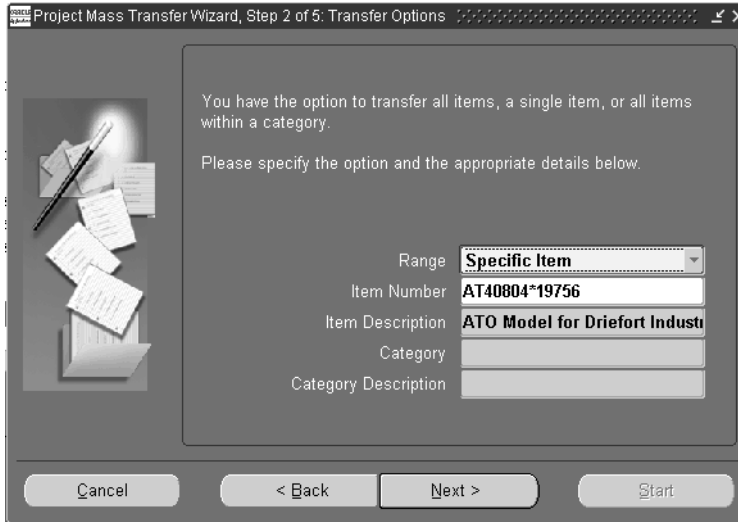 ORACLE
Project Mass Transfer Wizard, Step 2 of 5: Transfer Options
You have the option to transfer all items, a single item, or all items
within a category.
Please specify the option and the appropriate details below.
Range Specific Item
Item Number AT40804*19756
Item Description ATO Model for Driefort Industr
Category
Category Description
Cancel < Back Next > Start